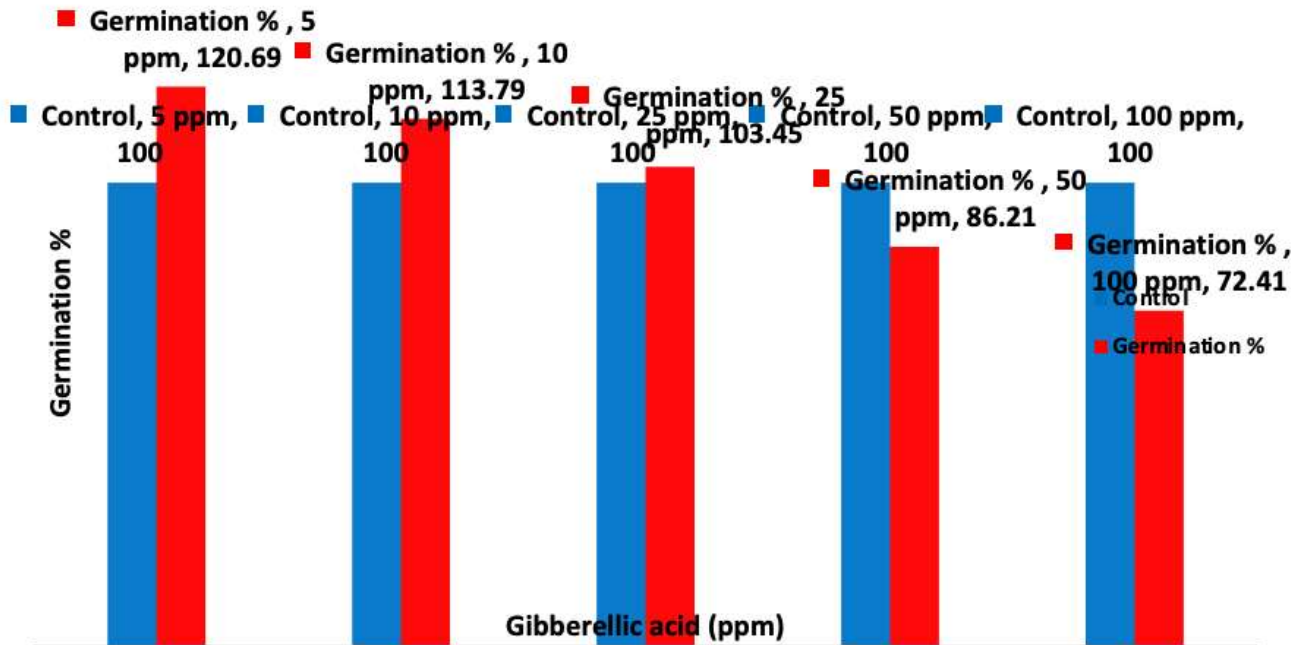 Germination % , 5
ppm, 120.69
Germination % , 10
ppm, 113.79
Germination % , 25
ppm, 103.45
Control, 5 ppm,
100
Control, 10 ppm,
100
Control, 25 ppm,
100
Control, 50 ppm,
100
Control, 100 ppm,
100
Germination % , 50
ppm, 86.21
Germination % ,
100 ppm, 72.41
Control
Germination %
Germination %
Gibberellic acid (ppm)